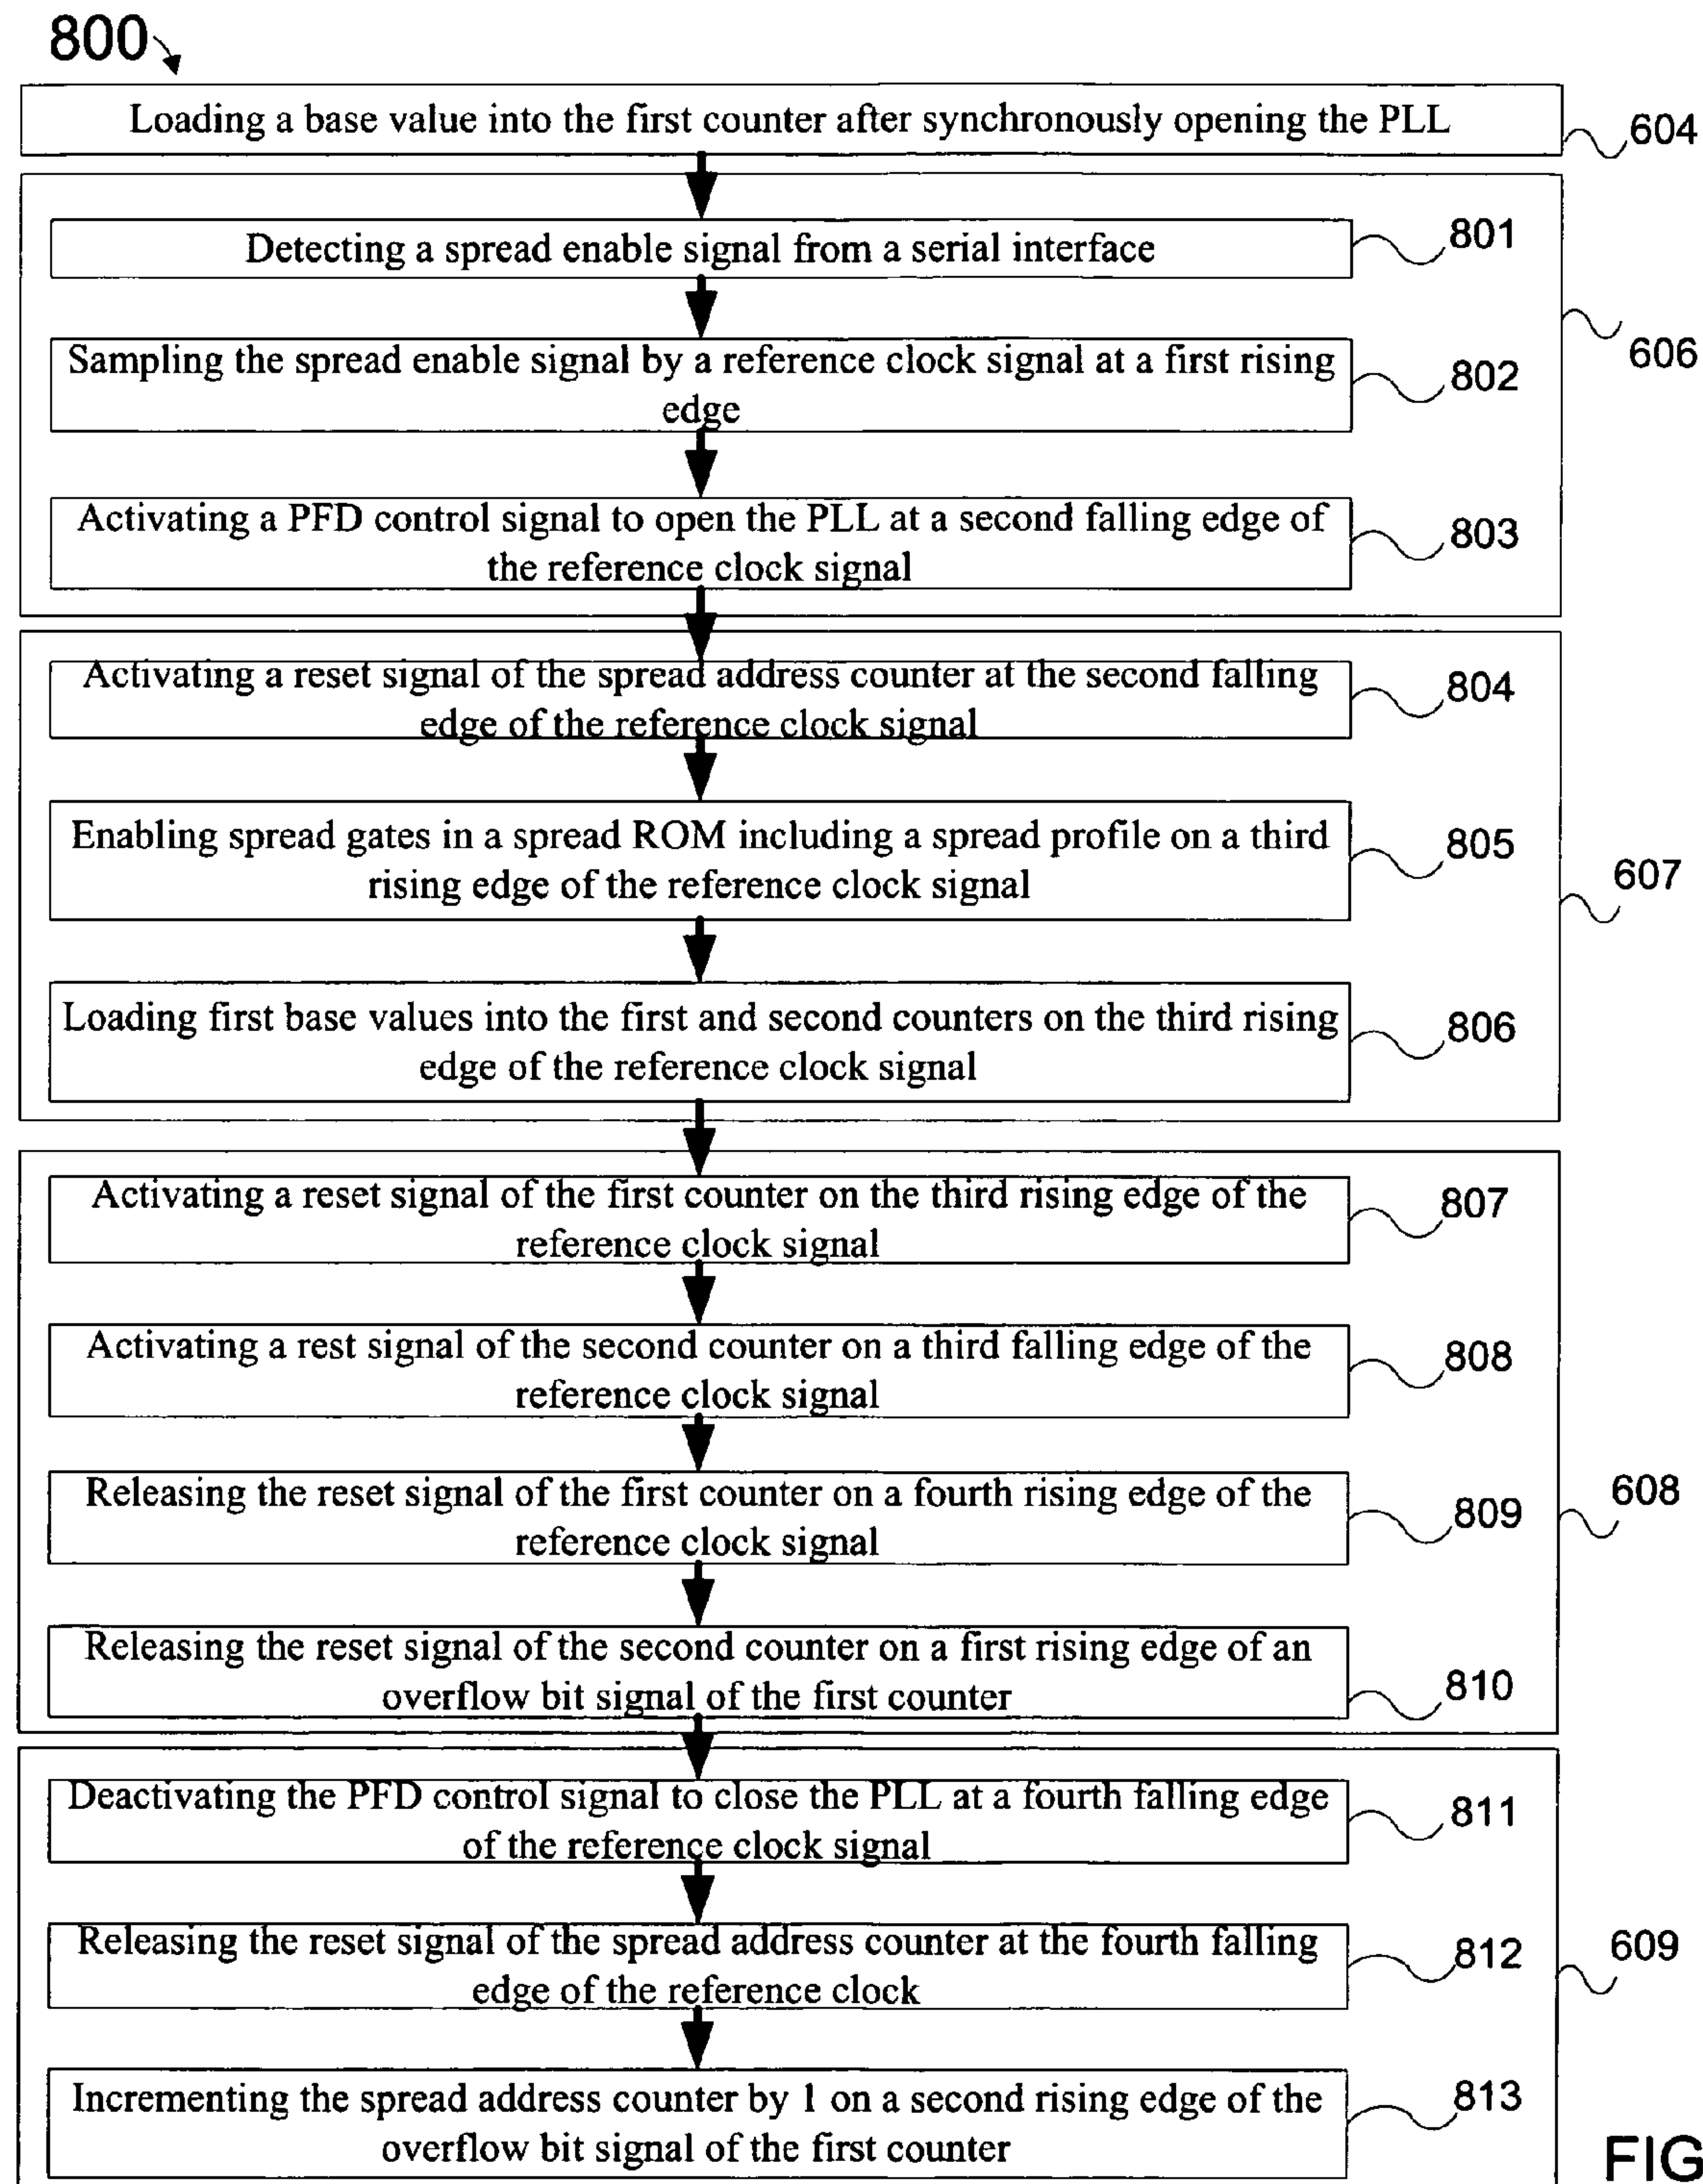 800
Loading a base value into the first counter after synchronously opening the PLL
604
Detecting a spread enable signal from a serial interface
801
606
Sampling the spread enable signal by a reference clock signal at a first rising
edge
802
Activating a PFD control signal to open the PLL at a second falling edge of
the reference clock signal
803
Activating a reset signal of the spread address counter at the second falling
edge of the reference clock signal
804
Enabling spread gates in a spread ROM including a spread profile on a third
rising edge of the reference clock signal
805
607
Loading first base values into the first and second counters on the third rising
edge of the reference clock signal
806
Activating a reset signal of the first counter on the third rising edge of the
reference clock signal
807
Activating a rest signal of the second counter on a third falling edge of the
reference clock signal
808
Releasing the reset signal of the first counter on a fourth rising edge of the
reference clock signal
809
608
Releasing the reset signal of the second counter on a first rising edge of an
overflow bit signal of the first counter
810
Deactivating the PFD control signal to close the PLL at a fourth falling edge
of the reference clock signal
811
Releasing the reset signal of the spread address counter at the fourth falling
edge of the reference clock
812
609
Incrementing the spread address counter by 1 on a second rising edge of the
overflow bit signal of the first counter
813
FIG